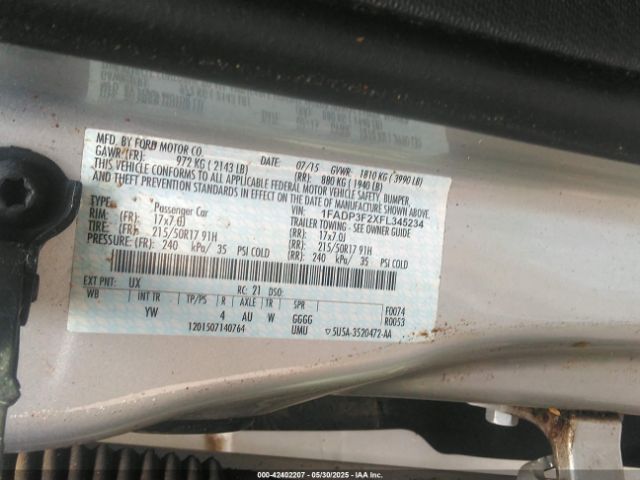 MFD. BY FORD MOTOR CO.
DATE: 07/15 GVWR: 1810 KG (3990 LB)
GAWR: (FR): 972 KG ( 2143 LB) (RR): 880 KG ( 1940 LB)
THIS VEHICLE CONFORMS TO ALL APPLICABLE FEDERAL MOTOR VEHICLE SAFETY, BUMPER,
AND THEFT PREVENTION STANDARDS IN EFFECT ON THE DATE OF MANUFACTURE SHOWN ABOVE.
VIN: 1FADP3F2XFL345234
TYPE: Passenger Car TRAILER TOWING - SEE OWNER GUIDE
RIM: (FR): 17x7.0J (RR): 17x7.0J
TIRE: (FR): 215/50R17 91H (RR): 215/50R17 91H
PRESSURE: (FR): 240 kPa/ 35 PSI COLD (RR): 240 kPa/ 35 PSI COLD
EXT PNT: UX RC: 21 DSO:
WB INT TR TP/PS R AXLE TR SPR F0074
YW 4 AU W GGGG R0053
1201507140764 UMU 5U5A-3520472-AA
000-42402207 - 05/30/2025 - IAA Inc.